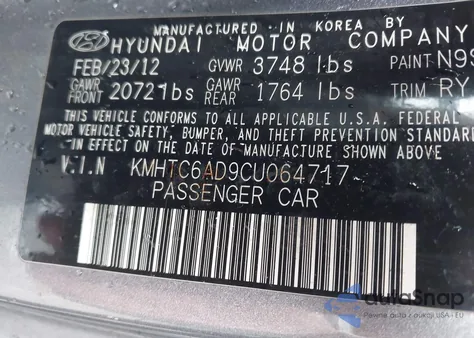 MANUFACTURED IN KOREA BY
HYUNDAI MOTOR COMPANY
FEB/23/12 GVWR 3748 lbs PAINT N9S
GAWR FRONT 2072 lbs GAWR REAR 1764 lbs TRIM RY
THIS VEHICLE CONFORMS TO ALL APPLICABLE U.S.A. FEDERAL
MOTOR VEHICLE SAFETY, BUMPER, AND THEFT PREVENTION STANDARD
IN EFFECT ON THE DATE OF MANUFACTURE SHOWN ABOVE
V.I.N KMHTC6AD9CU064717
PASSENGER CAR
autoSnap